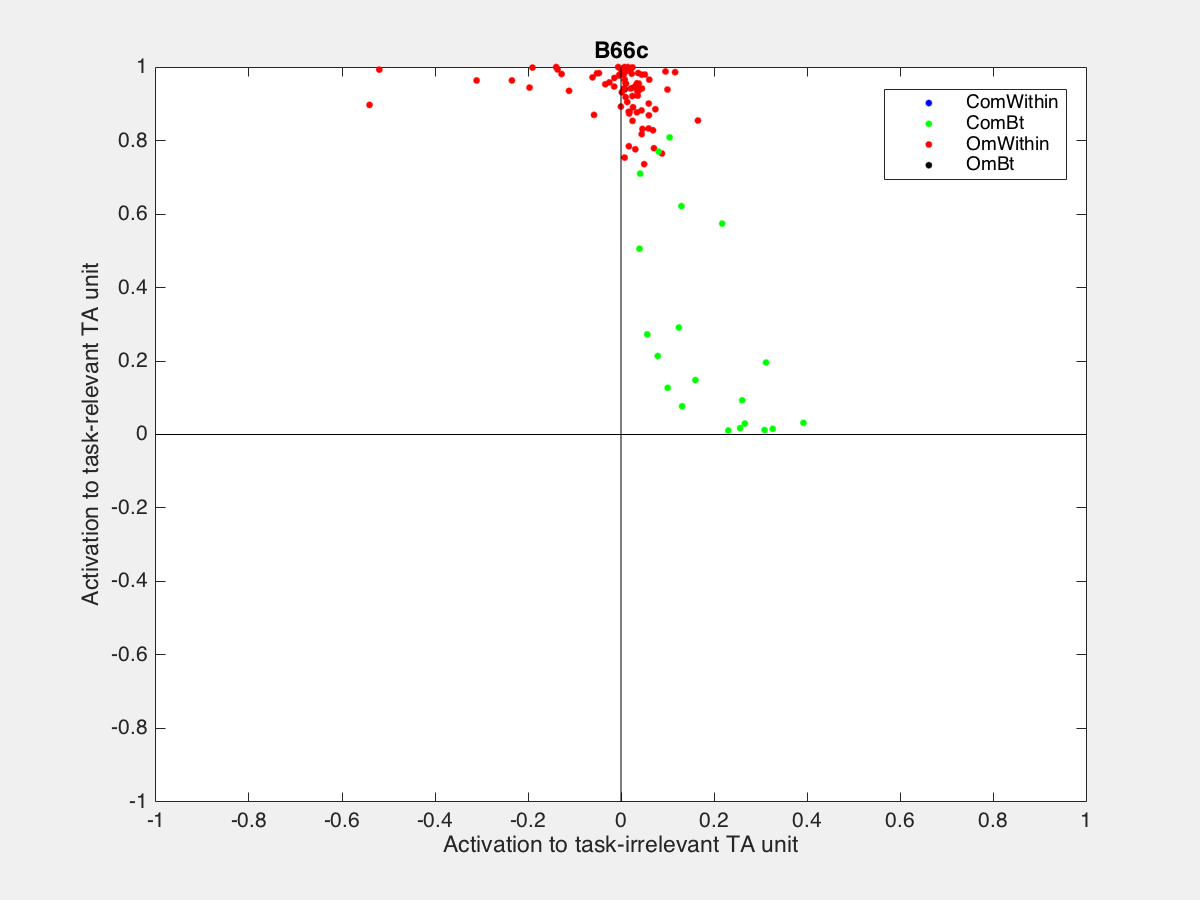 B66c
1
0.8
0.6
0.4
0.2
0
-0.2
-0.4
-0.6
-0.8
-1
Activation to task-relevant TA unit
ComWithin
ComBt
OmWithin
OmBt
-1 -0.8 -0.6 -0.4 -0.2 0 0.2 0.4 0.6 0.8 1
Activation to task-irrelevant TA unit